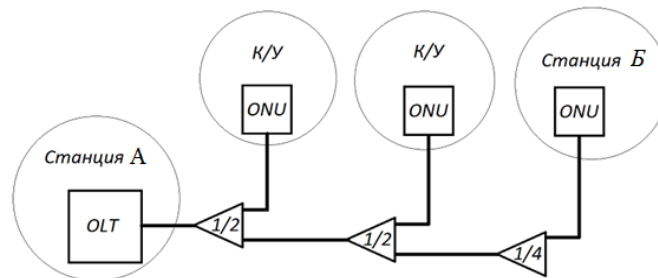 К/У
К/У
Станция Б
ONU
ONU
ONU
Станция А
OLT
1/2
1/2
1/4